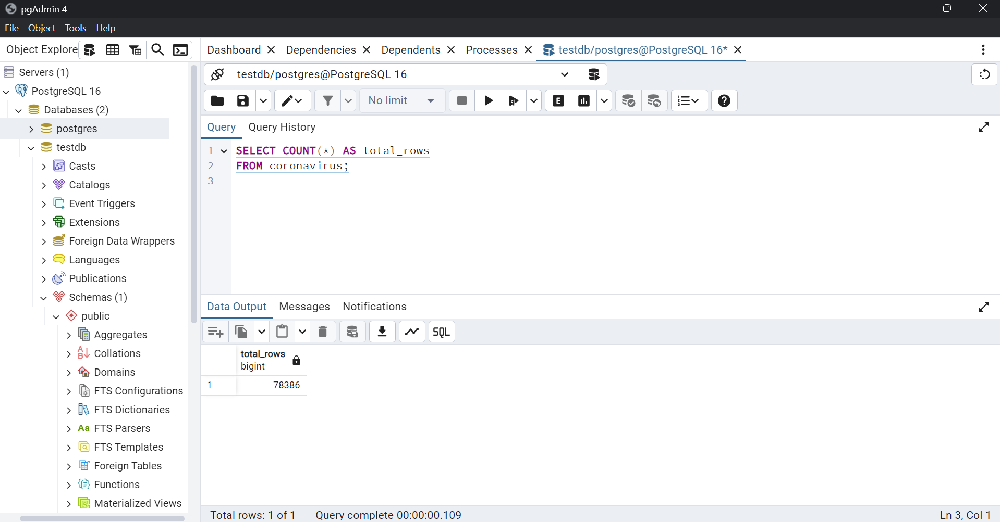 pgAdmin 4
File Object Tools Help
Object Explore
Servers (1)
PostgreSQL 16
Databases (2)
postgres
testdb
Casts
Catalogs
Event Triggers
Extensions
Foreign Data Wrappers
Languages
Publications
Schemas (1)
public
Aggregates
Collations
Domains
FTS Configurations
FTS Dictionaries
Aa FTS Parsers
FTS Templates
Foreign Tables
Functions
Materialized Views
Dashboard Dependencies Dependents Processes testdb/postgres@PostgreSQL 16*
testdb/postgres@PostgreSQL 16
No limit E
Query Query History
1 SELECT COUNT(*) AS total_rows
2 FROM coronavirus;
3
Data Output Messages Notifications
SQL
total_rows
bigint
1 78386
Total rows: 1 of 1 Query complete 00:00:00.109 Ln 3, Col 1